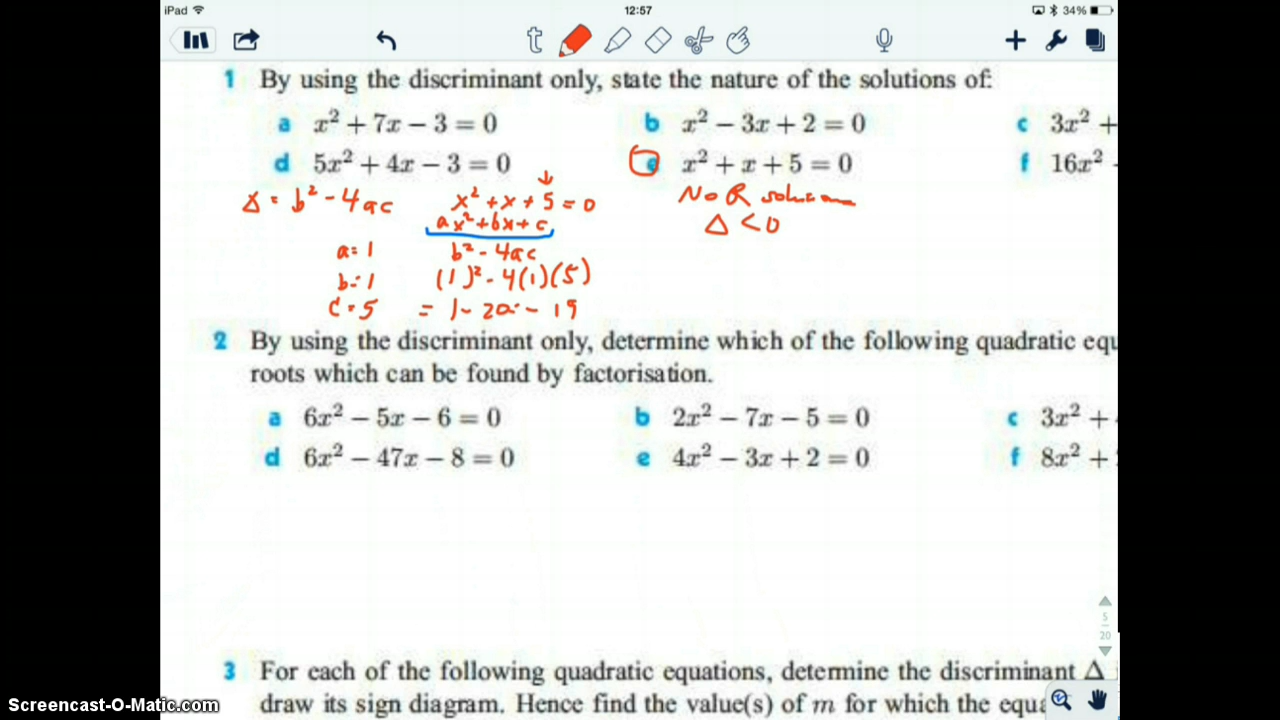 iPad 12:57 34%
t
1 By using the discriminant only, state the nature of the solutions of:
a x² + 7x − 3 = 0 b x² − 3x + 2 = 0 c 3x² +
d 5x² + 4x − 3 = 0 e x² + x + 5 = 0 f 16x² -
Δ = b² - 4ac x² + x + 5 = 0 No R solutions
ax² + bx + c Δ < 0
a = 1 b² - 4ac
b = 1 (1)² - 4(1)(5)
c = 5 = 1 - 20 = - 19
2 By using the discriminant only, determine which of the following quadratic equ
roots which can be found by factorisation.
a 6x² − 5x − 6 = 0 b 2x² − 7x − 5 = 0 c 3x² +
d 6x² − 47x − 8 = 0 e 4x² − 3x + 2 = 0 f 8x² +
5
20
3 For each of the following quadratic equations, determine the discriminant Δ
draw its sign diagram. Hence find the value(s) of m for which the equa
Screencast-O-Matic.com